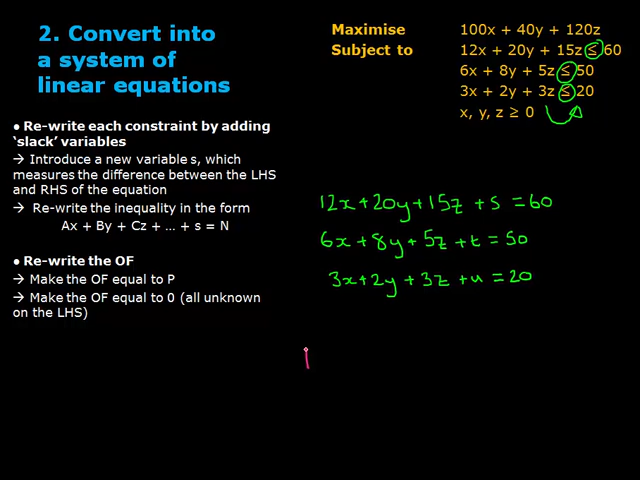 2. Convert into
a system of
linear equations
● Re-write each constraint by adding
'slack' variables
→ Introduce a new variable s, which
measures the difference between the LHS
and RHS of the equation
→ Re-write the inequality in the form
Ax + By + Cz + ... + s = N
● Re-write the OF
→ Make the OF equal to P
→ Make the OF equal to 0 (all unknown
on the LHS)
Maximise 100x + 40y + 120z
Subject to 12x + 20y + 15z ≤ 60
6x + 8y + 5z ≤ 50
3x + 2y + 3z ≤ 20
x, y, z ≥ 0
12x + 20y + 15z + s = 60
6x + 8y + 5z + t = 50
3x + 2y + 3z + u = 20